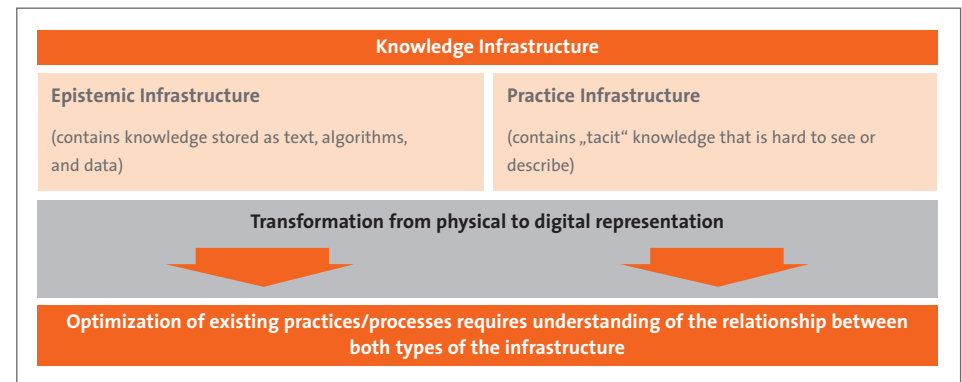 Knowledge Infrastructure
Epistemic Infrastructure
(contains knowledge stored as text, algorithms,
and data)
Practice Infrastructure
(contains „tacit“ knowledge that is hard to see or
describe)
Transformation from physical to digital representation
Optimization of existing practices/processes requires understanding of the relationship between
both types of the infrastructure